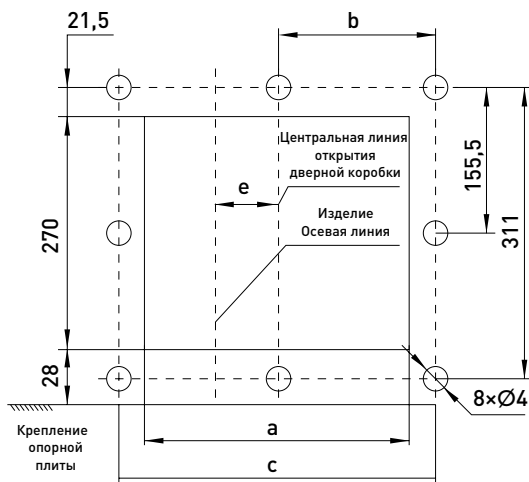 21,5
b
Центральная линия
открытия
дверной коробки
e
155,5
Изделие
Осевая линия
270
311
28
8×Ø4
Крепление
опорной
плиты
a
c